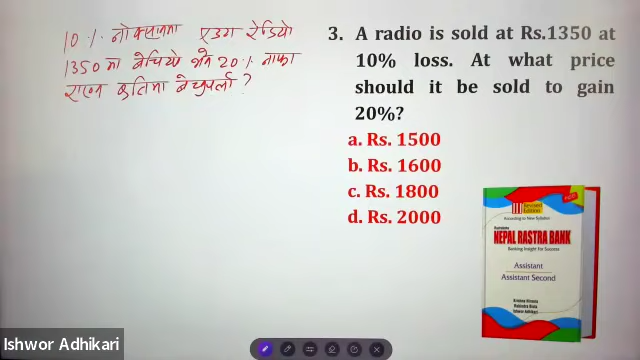 10 %. नोक्सानमा एउटा रेडियो
1350 मा बेचियो भने 20 %. नाफा
राख्न कतिमा बेच्नुपर्ला ?
3. A radio is sold at Rs.1350 at
10% loss. At what price
should it be sold to gain
20%?
a. Rs. 1500
b. Rs. 1600
c. Rs. 1800
d. Rs. 2000
Revised
Edition
According to New Syllabus
NEPAL RASTRA BANK
Banking Insight for Success
Assistant
Assistant Second
Ishwor Adhikari
Ishwor Adhikari